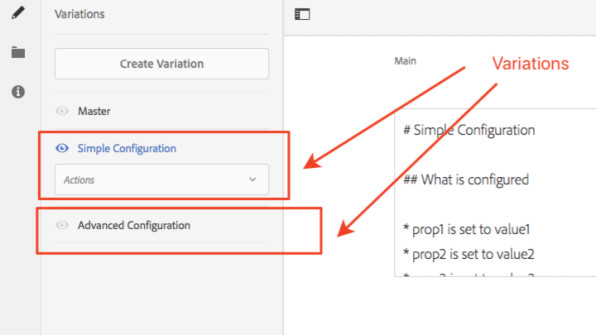 Variations
Create Variation
Master
Simple Configuration
Actions
Advanced Configuration
Main
Variations
# Simple Configuration
## What is configured
* prop1 is set to value1
* prop2 is set to value2